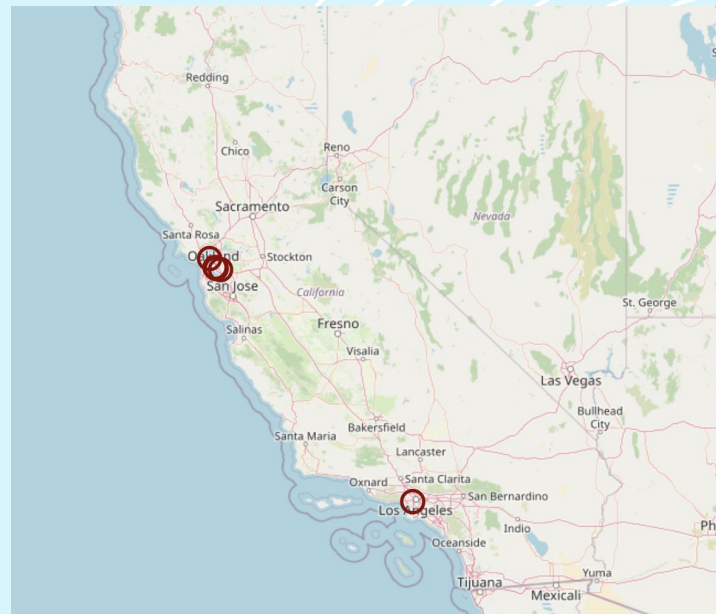 Redding
Chico
Reno
Carson
City
Sacramento
Nevada
Santa Rosa
Oakland
Stockton
San Jose
California
St. George
Salinas
Fresno
Visalia
Las Vegas
Bullhead
City
Bakersfield
Santa Maria
Lancaster
Oxnard
Santa Clarita
San Bernardino
Los Angeles
Indio
Ph
Oceanside
Yuma
Tijuana
Mexicali